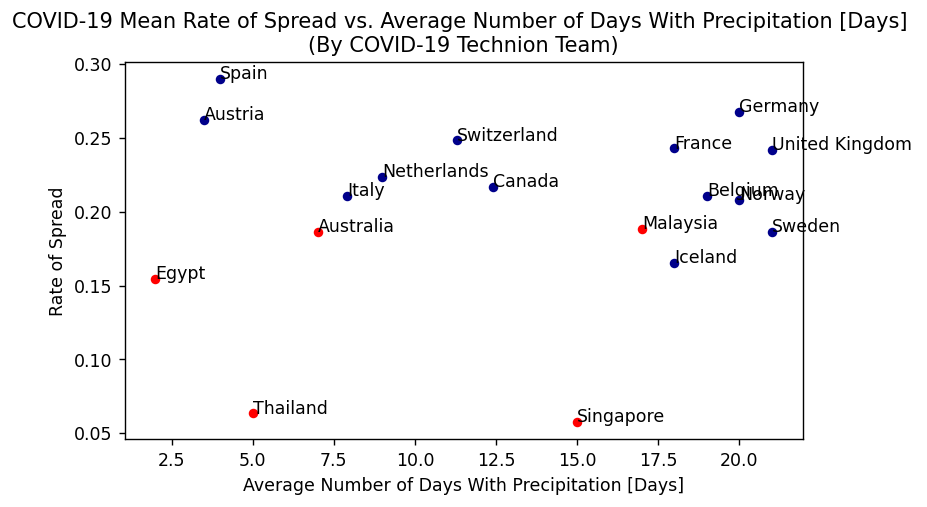 COVID-19 Mean Rate of Spread vs. Average Number of Days With Precipitation [Days]
(By COVID-19 Technion Team)
0.30
Spain
Austria
Germany
0.25
Switzerland
France
United Kingdom
Netherlands
Canada
Italy
Belgium
Norway
0.20
Rate of Spread
Australia
Malaysia
Sweden
Iceland
Egypt
0.15
0.10
Thailand
Singapore
0.05
2.5 5.0 7.5 10.0 12.5 15.0 17.5 20.0
Average Number of Days With Precipitation [Days]